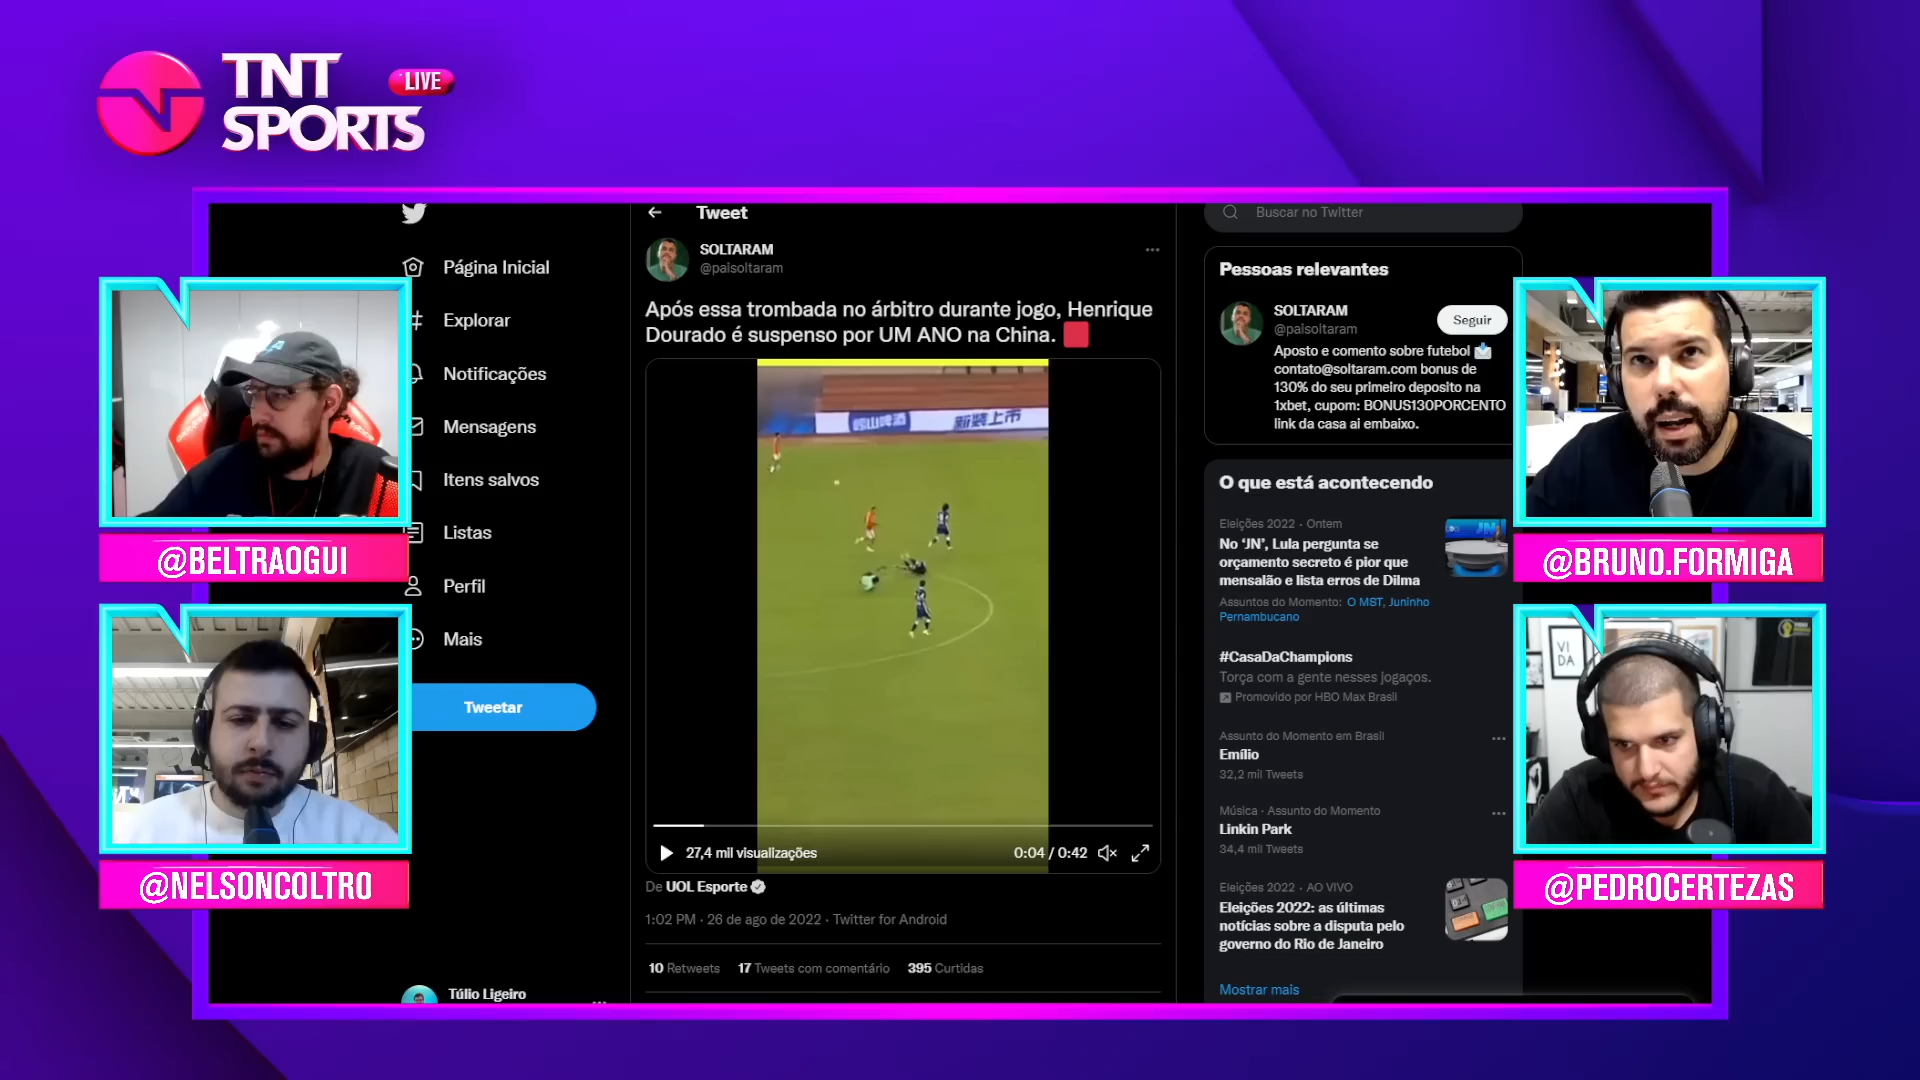 TNT
SPORTS
LIVE
Tweet
Buscar no Twitter
SOLTARAM
@paisoltaram
Página Inicial
Explorar
Notificações
Mensagens
Itens salvos
Listas
Perfil
Mais
Tweetar
Túlio Ligeiro
Após essa trombada no árbitro durante jogo, Henrique
Dourado é suspenso por UM ANO na China.
新装上市
27,4 mil visualizações
0:04 / 0:42
De UOL Esporte
1:02 PM · 26 de ago de 2022 · Twitter for Android
10 Retweets 17 Tweets com comentário 395 Curtidas
Pessoas relevantes
SOLTARAM
@paisoltaram
Seguir
Aposto e comento sobre futebol
contato@soltaram.com bonus de
130% do seu primeiro deposito na
1xbet, cupom: BONUS130PORCENTO
link da casa ai embaixo.
O que está acontecendo
Eleições 2022 · Ontem
No 'JN', Lula pergunta se
orçamento secreto é pior que
mensalão e lista erros de Dilma
JN
Assuntos do Momento: O MST, Juninho
Pernambucano
#CasaDaChampions
Torça com a gente nesses jogaços.
Promovido por HBO Max Brasil
Assunto do Momento em Brasil
Emílio
32,2 mil Tweets
Música · Assunto do Momento
Linkin Park
34,4 mil Tweets
Eleições 2022 · AO VIVO
Eleições 2022: as últimas
notícias sobre a disputa pelo
governo do Rio de Janeiro
Mostrar mais
@BELTRAOGUI
@NELSONCOLTRO
@BRUNO.FORMIGA
VI
DA
@PEDROCERTEZAS